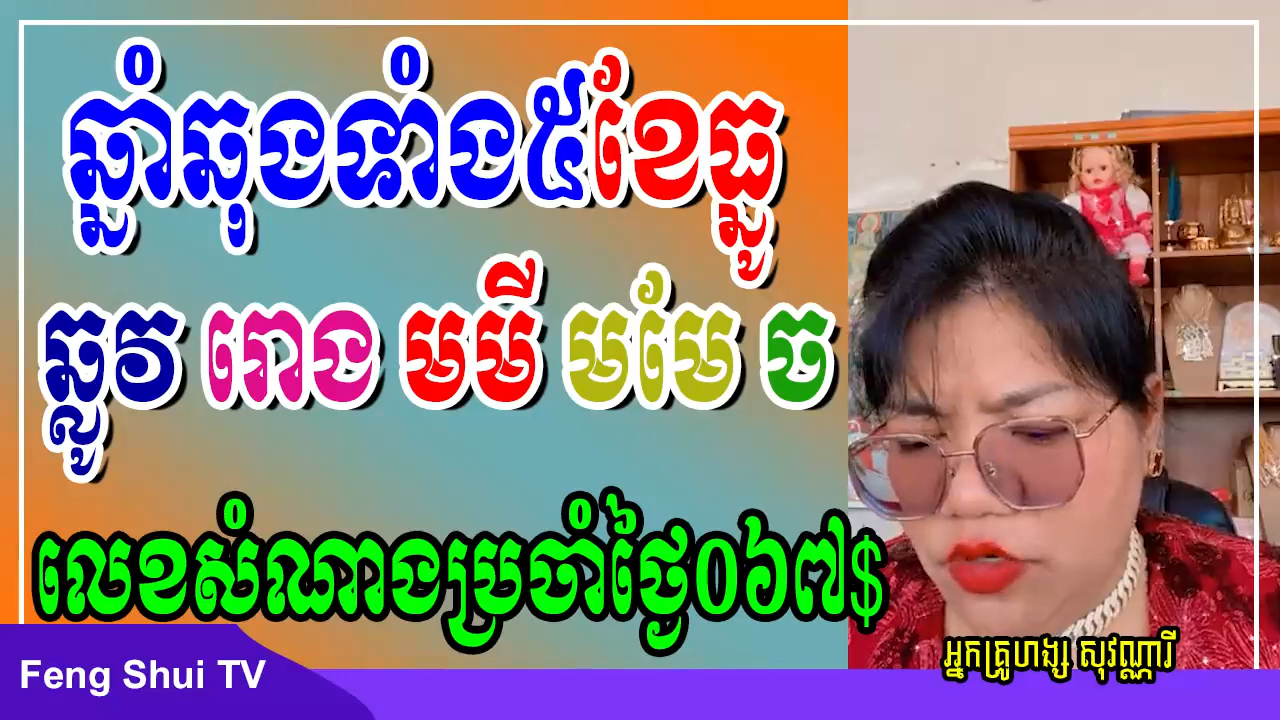 ឆ្នាំឆុងទាំង៥ខែធ្នូ
ឆ្លូវ រោង មមី មមែ ច
លេខសំណាងប្រចាំថ្ងៃ០៦៧$
អ្នកគ្រូហង្ស សុវណ្ណារី
Feng Shui TV